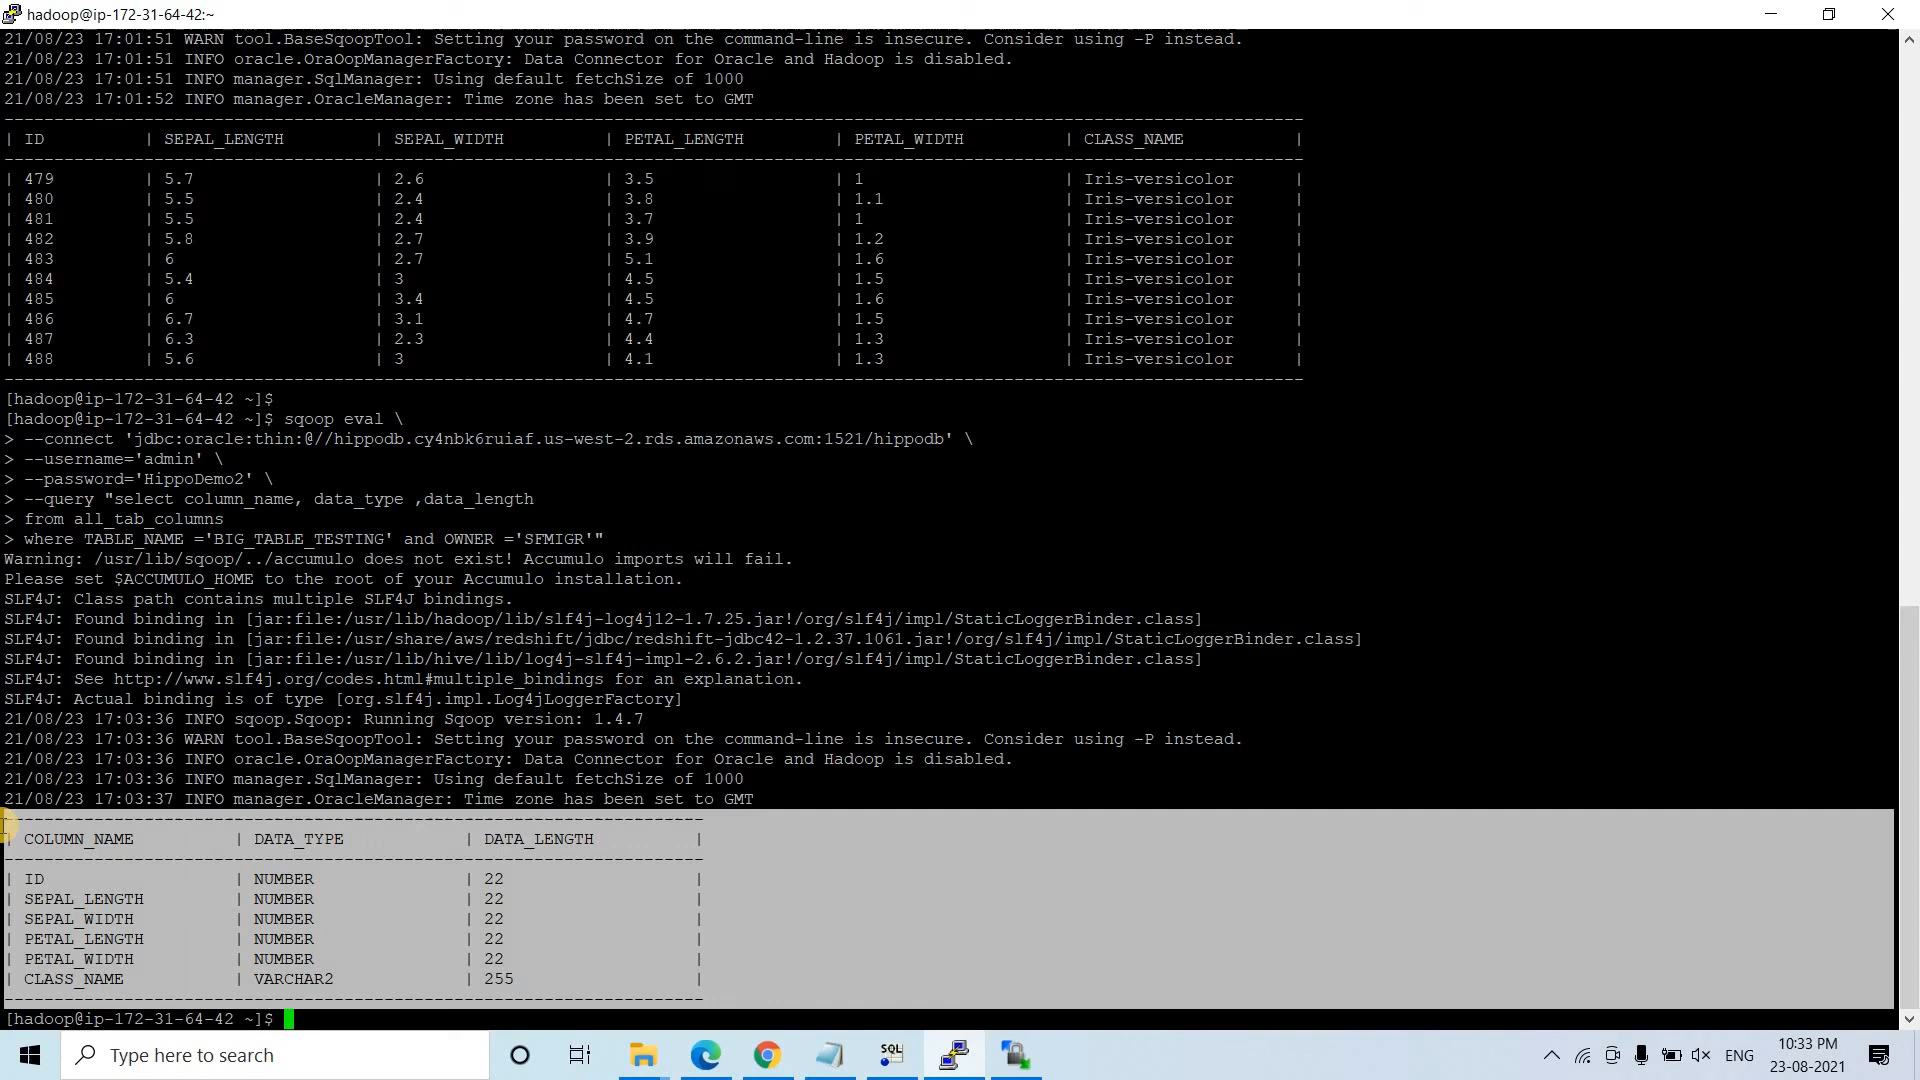 hadoop@ip-172-31-64-42:~
21/08/23 17:01:51 WARN tool.BaseSqoopTool: Setting your password on the command-line is insecure. Consider using -P instead.
21/08/23 17:01:51 INFO oracle.OraOopManagerFactory: Data Connector for Oracle and Hadoop is disabled.
21/08/23 17:01:51 INFO manager.SqlManager: Using default fetchSize of 1000
21/08/23 17:01:52 INFO manager.OracleManager: Time zone has been set to GMT
| ID | SEPAL_LENGTH | SEPAL_WIDTH | PETAL_LENGTH | PETAL_WIDTH | CLASS_NAME |
| 479 | 5.7 | 2.6 | 3.5 | 1 | Iris-versicolor |
| 480 | 5.5 | 2.4 | 3.8 | 1.1 | Iris-versicolor |
| 481 | 5.5 | 2.4 | 3.7 | 1 | Iris-versicolor |
| 482 | 5.8 | 2.7 | 3.9 | 1.2 | Iris-versicolor |
| 483 | 6 | 2.7 | 5.1 | 1.6 | Iris-versicolor |
| 484 | 5.4 | 3 | 4.5 | 1.5 | Iris-versicolor |
| 485 | 6 | 3.4 | 4.5 | 1.6 | Iris-versicolor |
| 486 | 6.7 | 3.1 | 4.7 | 1.5 | Iris-versicolor |
| 487 | 6.3 | 2.3 | 4.4 | 1.3 | Iris-versicolor |
| 488 | 5.6 | 3 | 4.1 | 1.3 | Iris-versicolor |
[hadoop@ip-172-31-64-42 ~]$
[hadoop@ip-172-31-64-42 ~]$ sqoop eval \
> --connect 'jdbc:oracle:thin:@//hippodb.cy4nbk6ruiaf.us-west-2.rds.amazonaws.com:1521/hippodb' \
> --username='admin' \
> --password='HippoDemo2' \
> --query "select column_name, data_type ,data_length
> from all_tab_columns
> where TABLE_NAME ='BIG_TABLE_TESTING' and OWNER ='SFMIGR'"
Warning: /usr/lib/sqoop/../accumulo does not exist! Accumulo imports will fail.
Please set $ACCUMULO_HOME to the root of your Accumulo installation.
SLF4J: Class path contains multiple SLF4J bindings.
SLF4J: Found binding in [jar:file:/usr/lib/hadoop/lib/slf4j-log4j12-1.7.25.jar!/org/slf4j/impl/StaticLoggerBinder.class]
SLF4J: Found binding in [jar:file:/usr/share/aws/redshift/jdbc/redshift-jdbc42-1.2.37.1061.jar!/org/slf4j/impl/StaticLoggerBinder.class]
SLF4J: Found binding in [jar:file:/usr/lib/hive/lib/log4j-slf4j-impl-2.6.2.jar!/org/slf4j/impl/StaticLoggerBinder.class]
SLF4J: See http://www.slf4j.org/codes.html#multiple_bindings for an explanation.
SLF4J: Actual binding is of type [org.slf4j.impl.Log4jLoggerFactory]
21/08/23 17:03:36 INFO sqoop.Sqoop: Running Sqoop version: 1.4.7
21/08/23 17:03:36 WARN tool.BaseSqoopTool: Setting your password on the command-line is insecure. Consider using -P instead.
21/08/23 17:03:36 INFO oracle.OraOopManagerFactory: Data Connector for Oracle and Hadoop is disabled.
21/08/23 17:03:36 INFO manager.SqlManager: Using default fetchSize of 1000
21/08/23 17:03:37 INFO manager.OracleManager: Time zone has been set to GMT
| COLUMN_NAME | DATA_TYPE | DATA_LENGTH |
| ID | NUMBER | 22 |
| SEPAL_LENGTH | NUMBER | 22 |
| SEPAL_WIDTH | NUMBER | 22 |
| PETAL_LENGTH | NUMBER | 22 |
| PETAL_WIDTH | NUMBER | 22 |
| CLASS_NAME | VARCHAR2 | 255 |
[hadoop@ip-172-31-64-42 ~]$
Type here to search
SQL
ENG
10:33 PM
23-08-2021